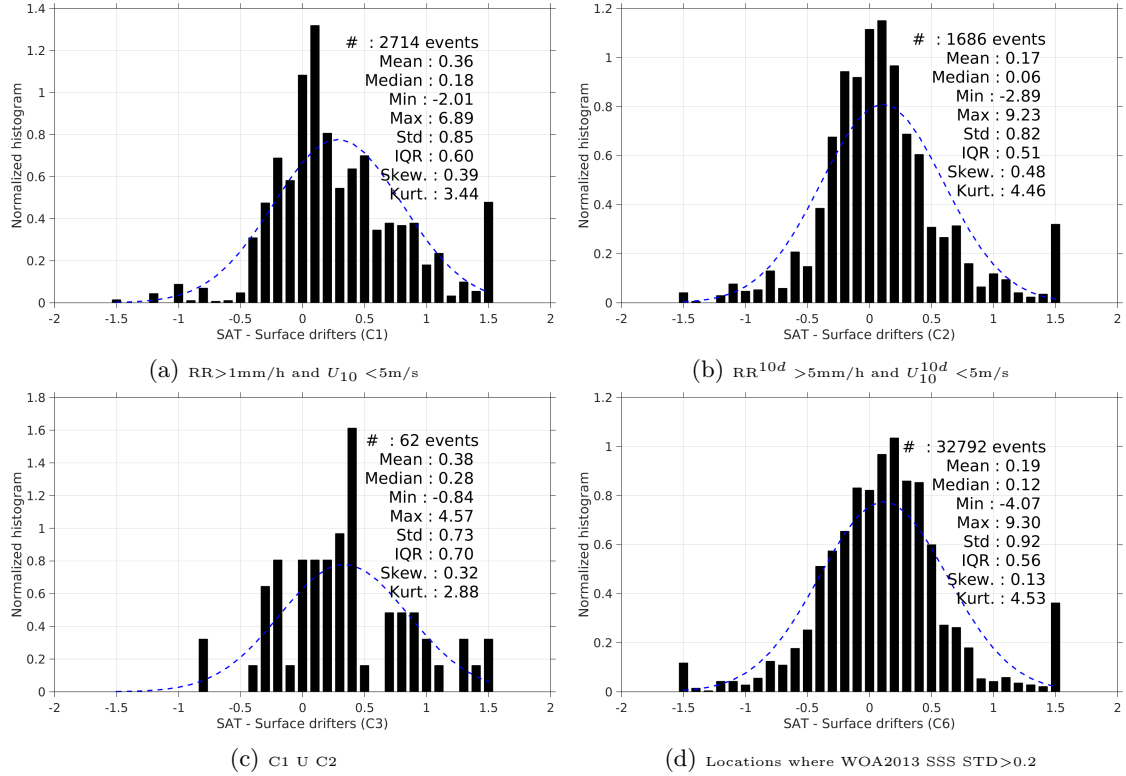 1.4
1.2
1
0.8
0.6
0.4
0.2
0
Normalized histogram
# : 2714 events
Mean : 0.36
Median : 0.18
Min : -2.01
Max : 6.89
Std : 0.85
IQR : 0.60
Skew. : 0.39
Kurt. : 3.44
-2 -1.5 -1 -0.5 0 0.5 1 1.5 2
SAT - Surface drifters (C1)
(a) RR>1mm/h and U10 <5m/s
1.2
1
0.8
0.6
0.4
0.2
0
Normalized histogram
# : 1686 events
Mean : 0.17
Median : 0.06
Min : -2.89
Max : 9.23
Std : 0.82
IQR : 0.51
Skew. : 0.48
Kurt. : 4.46
-2 -1.5 -1 -0.5 0 0.5 1 1.5 2
SAT - Surface drifters (C2)
(b) RR10d >5mm/h and U10d10 <5m/s
1.8
1.6
1.4
1.2
1
0.8
0.6
0.4
0.2
0
Normalized histogram
# : 62 events
Mean : 0.38
Median : 0.28
Min : -0.84
Max : 4.57
Std : 0.73
IQR : 0.70
Skew. : 0.32
Kurt. : 2.88
-2 -1.5 -1 -0.5 0 0.5 1 1.5 2
SAT - Surface drifters (C3)
(c) C1 U C2
1.2
1
0.8
0.6
0.4
0.2
0
Normalized histogram
# : 32792 events
Mean : 0.19
Median : 0.12
Min : -4.07
Max : 9.30
Std : 0.92
IQR : 0.56
Skew. : 0.13
Kurt. : 4.53
-2 -1.5 -1 -0.5 0 0.5 1 1.5 2
SAT - Surface drifters (C6)
(d) Locations where WOA2013 SSS STD>0.2